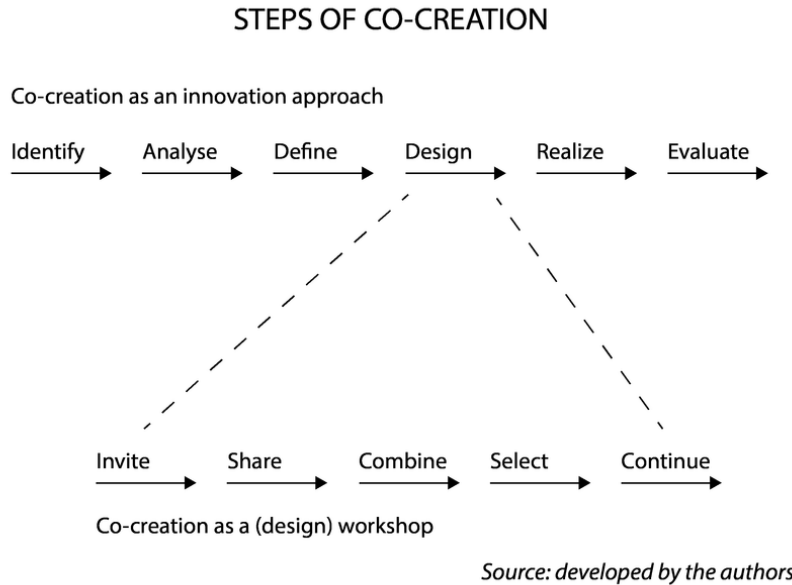 STEPS OF CO-CREATION
Co-creation as an innovation approach
Identify Analyse Define Design Realize Evaluate
Invite Share Combine Select Continue
Co-creation as a (design) workshop
Source: developed by the authors